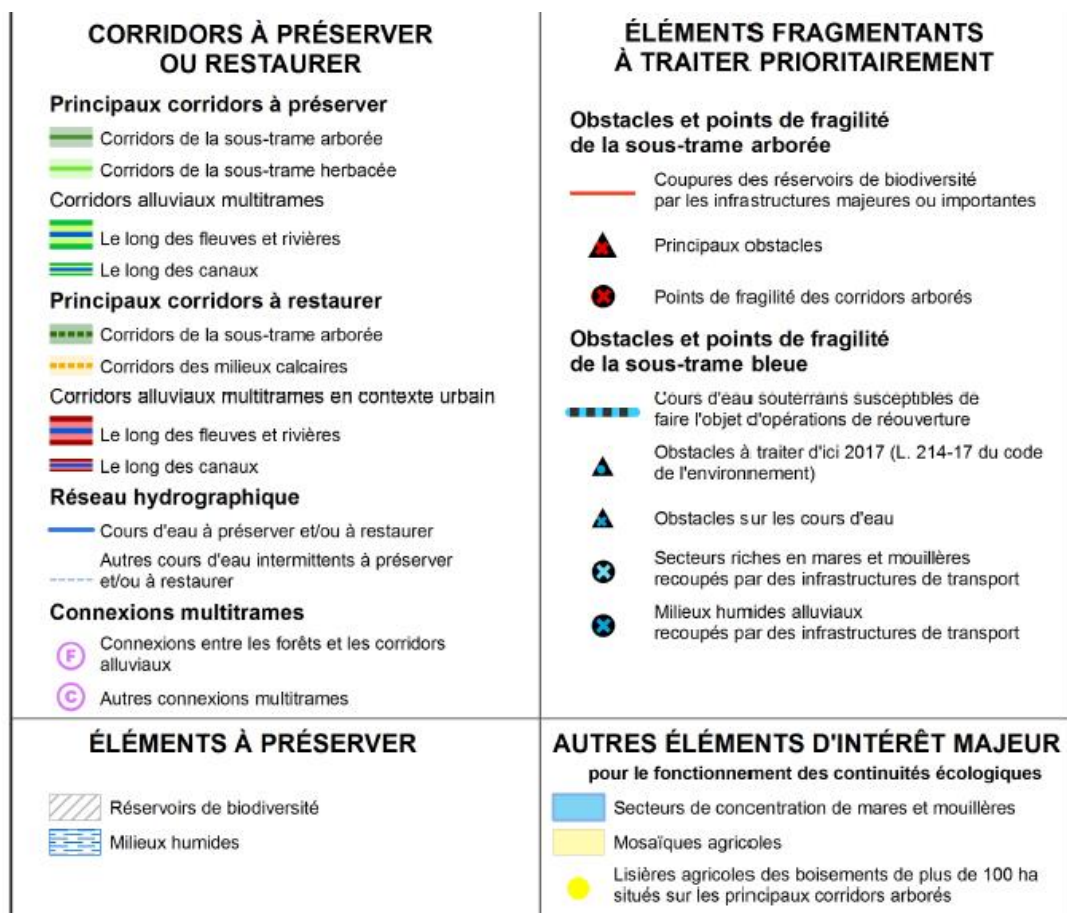 CORRIDORS À PRÉSERVER
OU RESTAURER
Principaux corridors à préserver
Corridors de la sous-trame arborée
Corridors de la sous-trame herbacée
Corridors alluviaux multitrames
Le long des fleuves et rivières
Le long des canaux
Principaux corridors à restaurer
Corridors de la sous-trame arborée
Corridors des milieux calcaires
Corridors alluviaux multitrames en contexte urbain
Le long des fleuves et rivières
Le long des canaux
Réseau hydrographique
Cours d'eau à préserver et/ou à restaurer
Autres cours d'eau intermittents à préserver
et/ou à restaurer
Connexions multitrames
F
Connexions entre les forêts et les corridors
alluviaux
C
Autres connexions multitrames
ÉLÉMENTS FRAGMENTANTS
À TRAITER PRIORITAIREMENT
Obstacles et points de fragilité
de la sous-trame arborée
Coupures des réservoirs de biodiversité
par les infrastructures majeures ou importantes
Principaux obstacles
Points de fragilité des corridors arborés
Obstacles et points de fragilité
de la sous-trame bleue
Cours d'eau souterrains susceptibles de
faire l'objet d'opérations de réouverture
Obstacles à traiter d'ici 2017 (L. 214-17 du code
de l'environnement)
Obstacles sur les cours d'eau
Secteurs riches en mares et mouillères
recoupés par des infrastructures de transport
Milieux humides alluviaux
recoupés par des infrastructures de transport
ÉLÉMENTS À PRÉSERVER
Réservoirs de biodiversité
Milieux humides
AUTRES ÉLÉMENTS D'INTÉRÊT MAJEUR
pour le fonctionnement des continuités écologiques
Secteurs de concentration de mares et mouillères
Mosaïques agricoles
Lisières agricoles des boisements de plus de 100 ha
situés sur les principaux corridors arborés